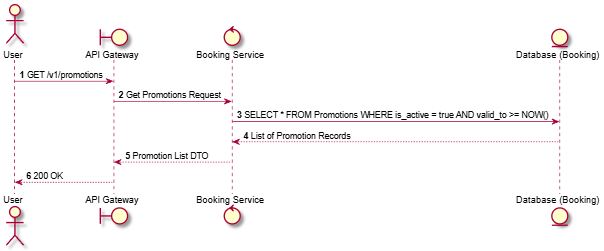 User API Gateway Booking Service Database (Booking)
1 GET /v1/promotions
2 Get Promotions Request
3 SELECT * FROM Promotions WHERE is_active = true AND valid_to >= NOW()
4 List of Promotion Records
5 Promotion List DTO
6 200 OK
User API Gateway Booking Service Database (Booking)